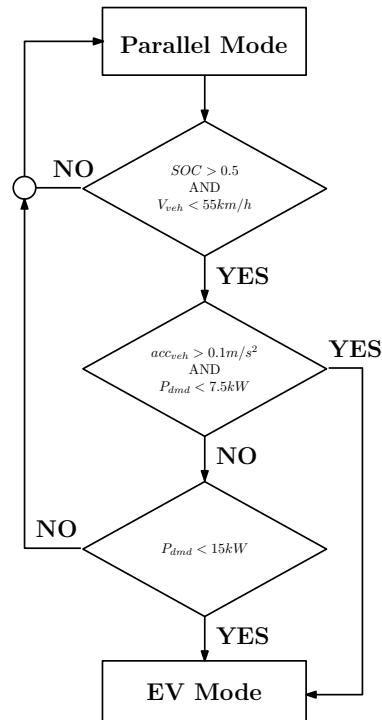 Parallel Mode
NO
SOC > 0.5
AND
V_veh < 55km/h
YES
acc_veh > 0.1m/s²
AND
P_dmd < 7.5kW
YES
NO
NO
P_dmd < 15kW
YES
EV Mode